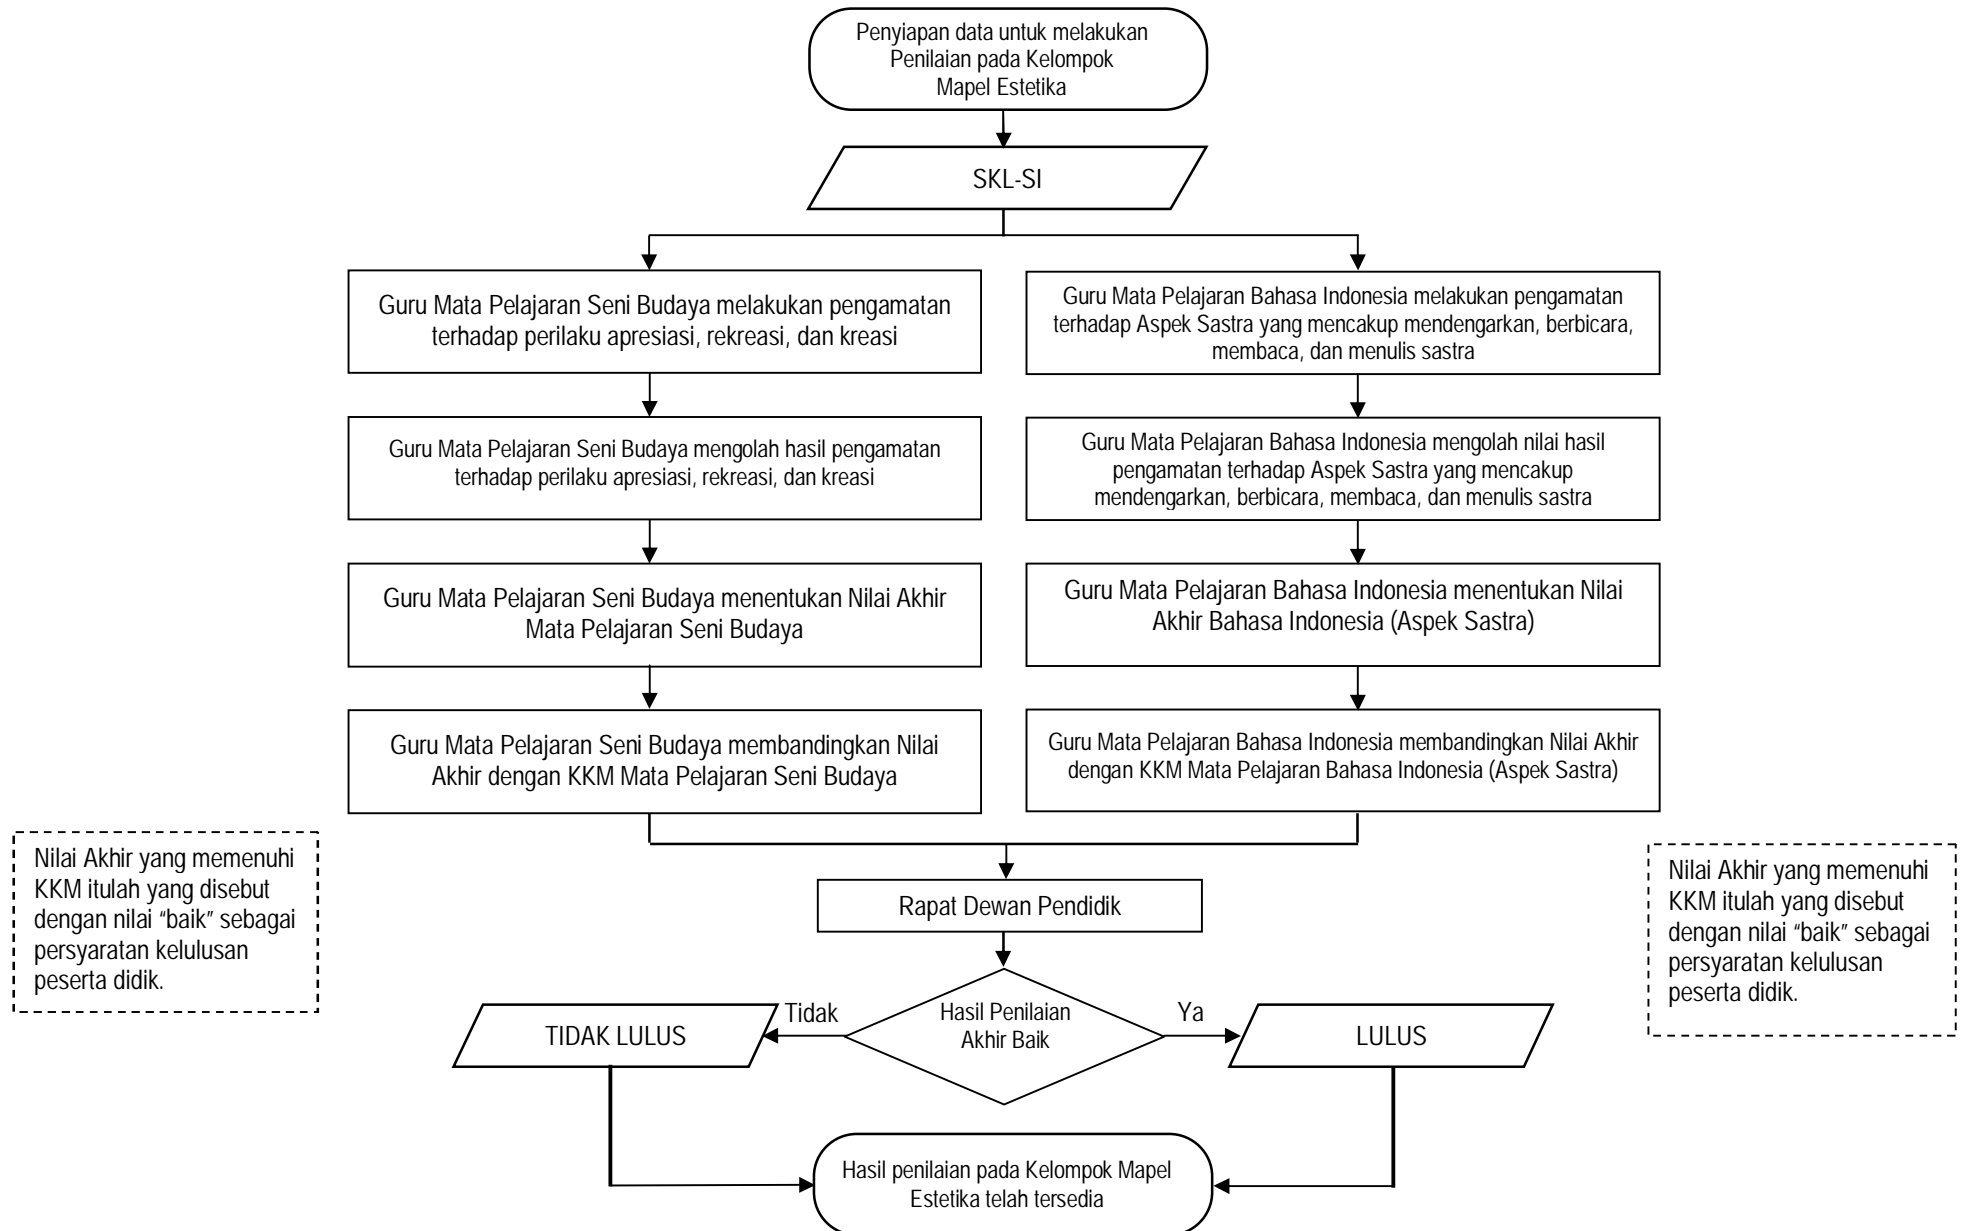 Penyiapan data untuk melakukan
Penilaian pada Kelompok
Mapel Estetika
SKL-SI
Guru Mata Pelajaran Seni Budaya melakukan pengamatan
terhadap perilaku apresiasi, rekreasi, dan kreasi
Guru Mata Pelajaran Bahasa Indonesia melakukan pengamatan
terhadap Aspek Sastra yang mencakup mendengarkan, berbicara,
membaca, dan menulis sastra
Guru Mata Pelajaran Seni Budaya mengolah hasil pengamatan
terhadap perilaku apresiasi, rekreasi, dan kreasi
Guru Mata Pelajaran Bahasa Indonesia mengolah nilai hasil
pengamatan terhadap Aspek Sastra yang mencakup
mendengarkan, berbicara, membaca, dan menulis sastra
Guru Mata Pelajaran Seni Budaya menentukan Nilai Akhir
Mata Pelajaran Seni Budaya
Guru Mata Pelajaran Bahasa Indonesia menentukan Nilai
Akhir Bahasa Indonesia (Aspek Sastra)
Guru Mata Pelajaran Seni Budaya membandingkan Nilai
Akhir dengan KKM Mata Pelajaran Seni Budaya
Guru Mata Pelajaran Bahasa Indonesia membandingkan Nilai Akhir
dengan KKM Mata Pelajaran Bahasa Indonesia (Aspek Sastra)
Nilai Akhir yang memenuhi
KKM itulah yang disebut
dengan nilai “baik” sebagai
persyaratan kelulusan
peserta didik.
Nilai Akhir yang memenuhi
KKM itulah yang disebut
dengan nilai “baik” sebagai
persyaratan kelulusan
peserta didik.
Rapat Dewan Pendidik
Hasil Penilaian
Akhir Baik
Tidak
Ya
TIDAK LULUS
LULUS
Hasil penilaian pada Kelompok Mapel
Estetika telah tersedia